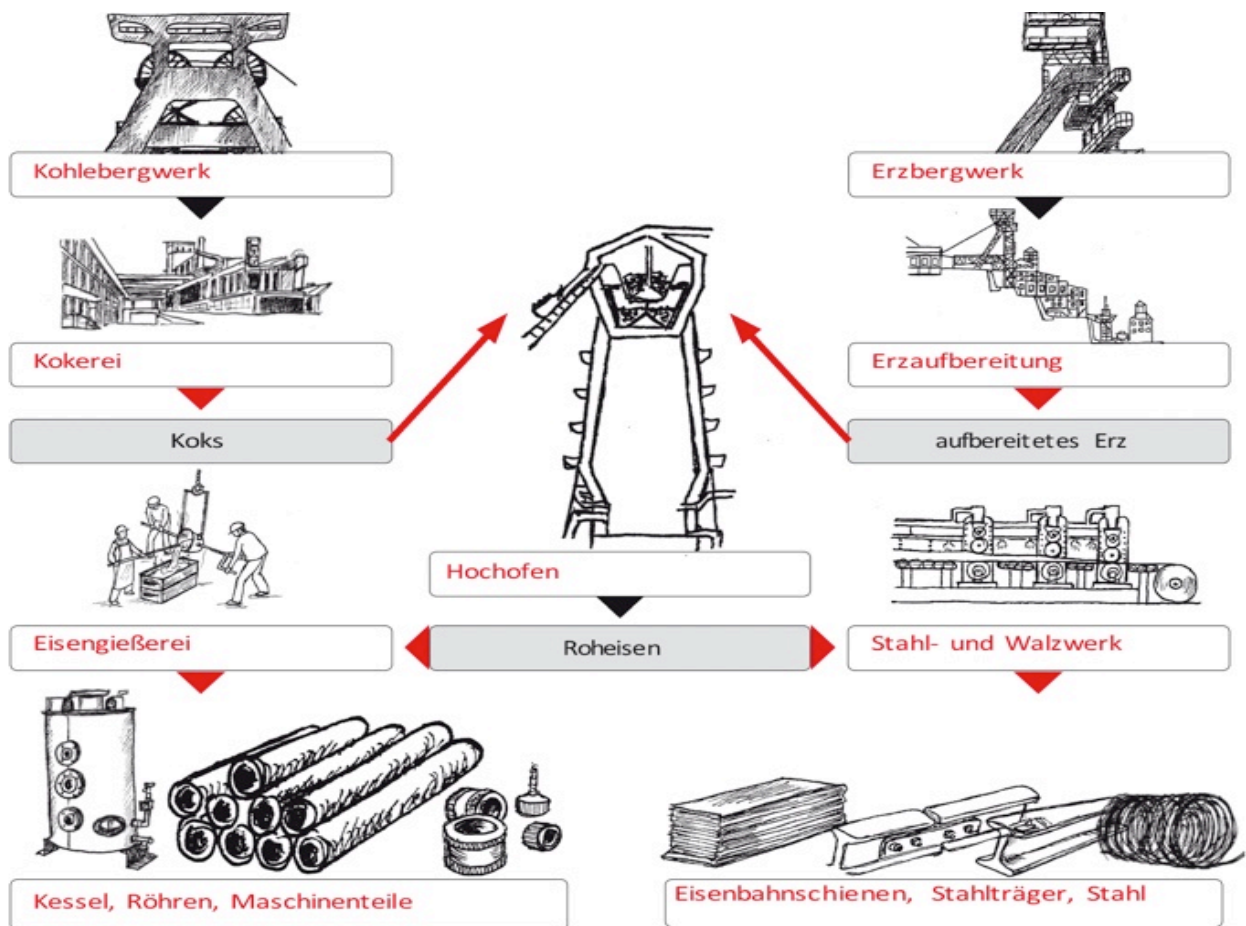 Kohlebergwerk
Erzbergwerk
Kokerei
Erzaufbereitung
Koks
aufbereitetes Erz
Hochofen
Eisengießerei
Roheisen
Stahl- und Walzwerk
Kessel, Röhren, Maschinenteile
Eisenbahnschienen, Stahlträger, Stahl